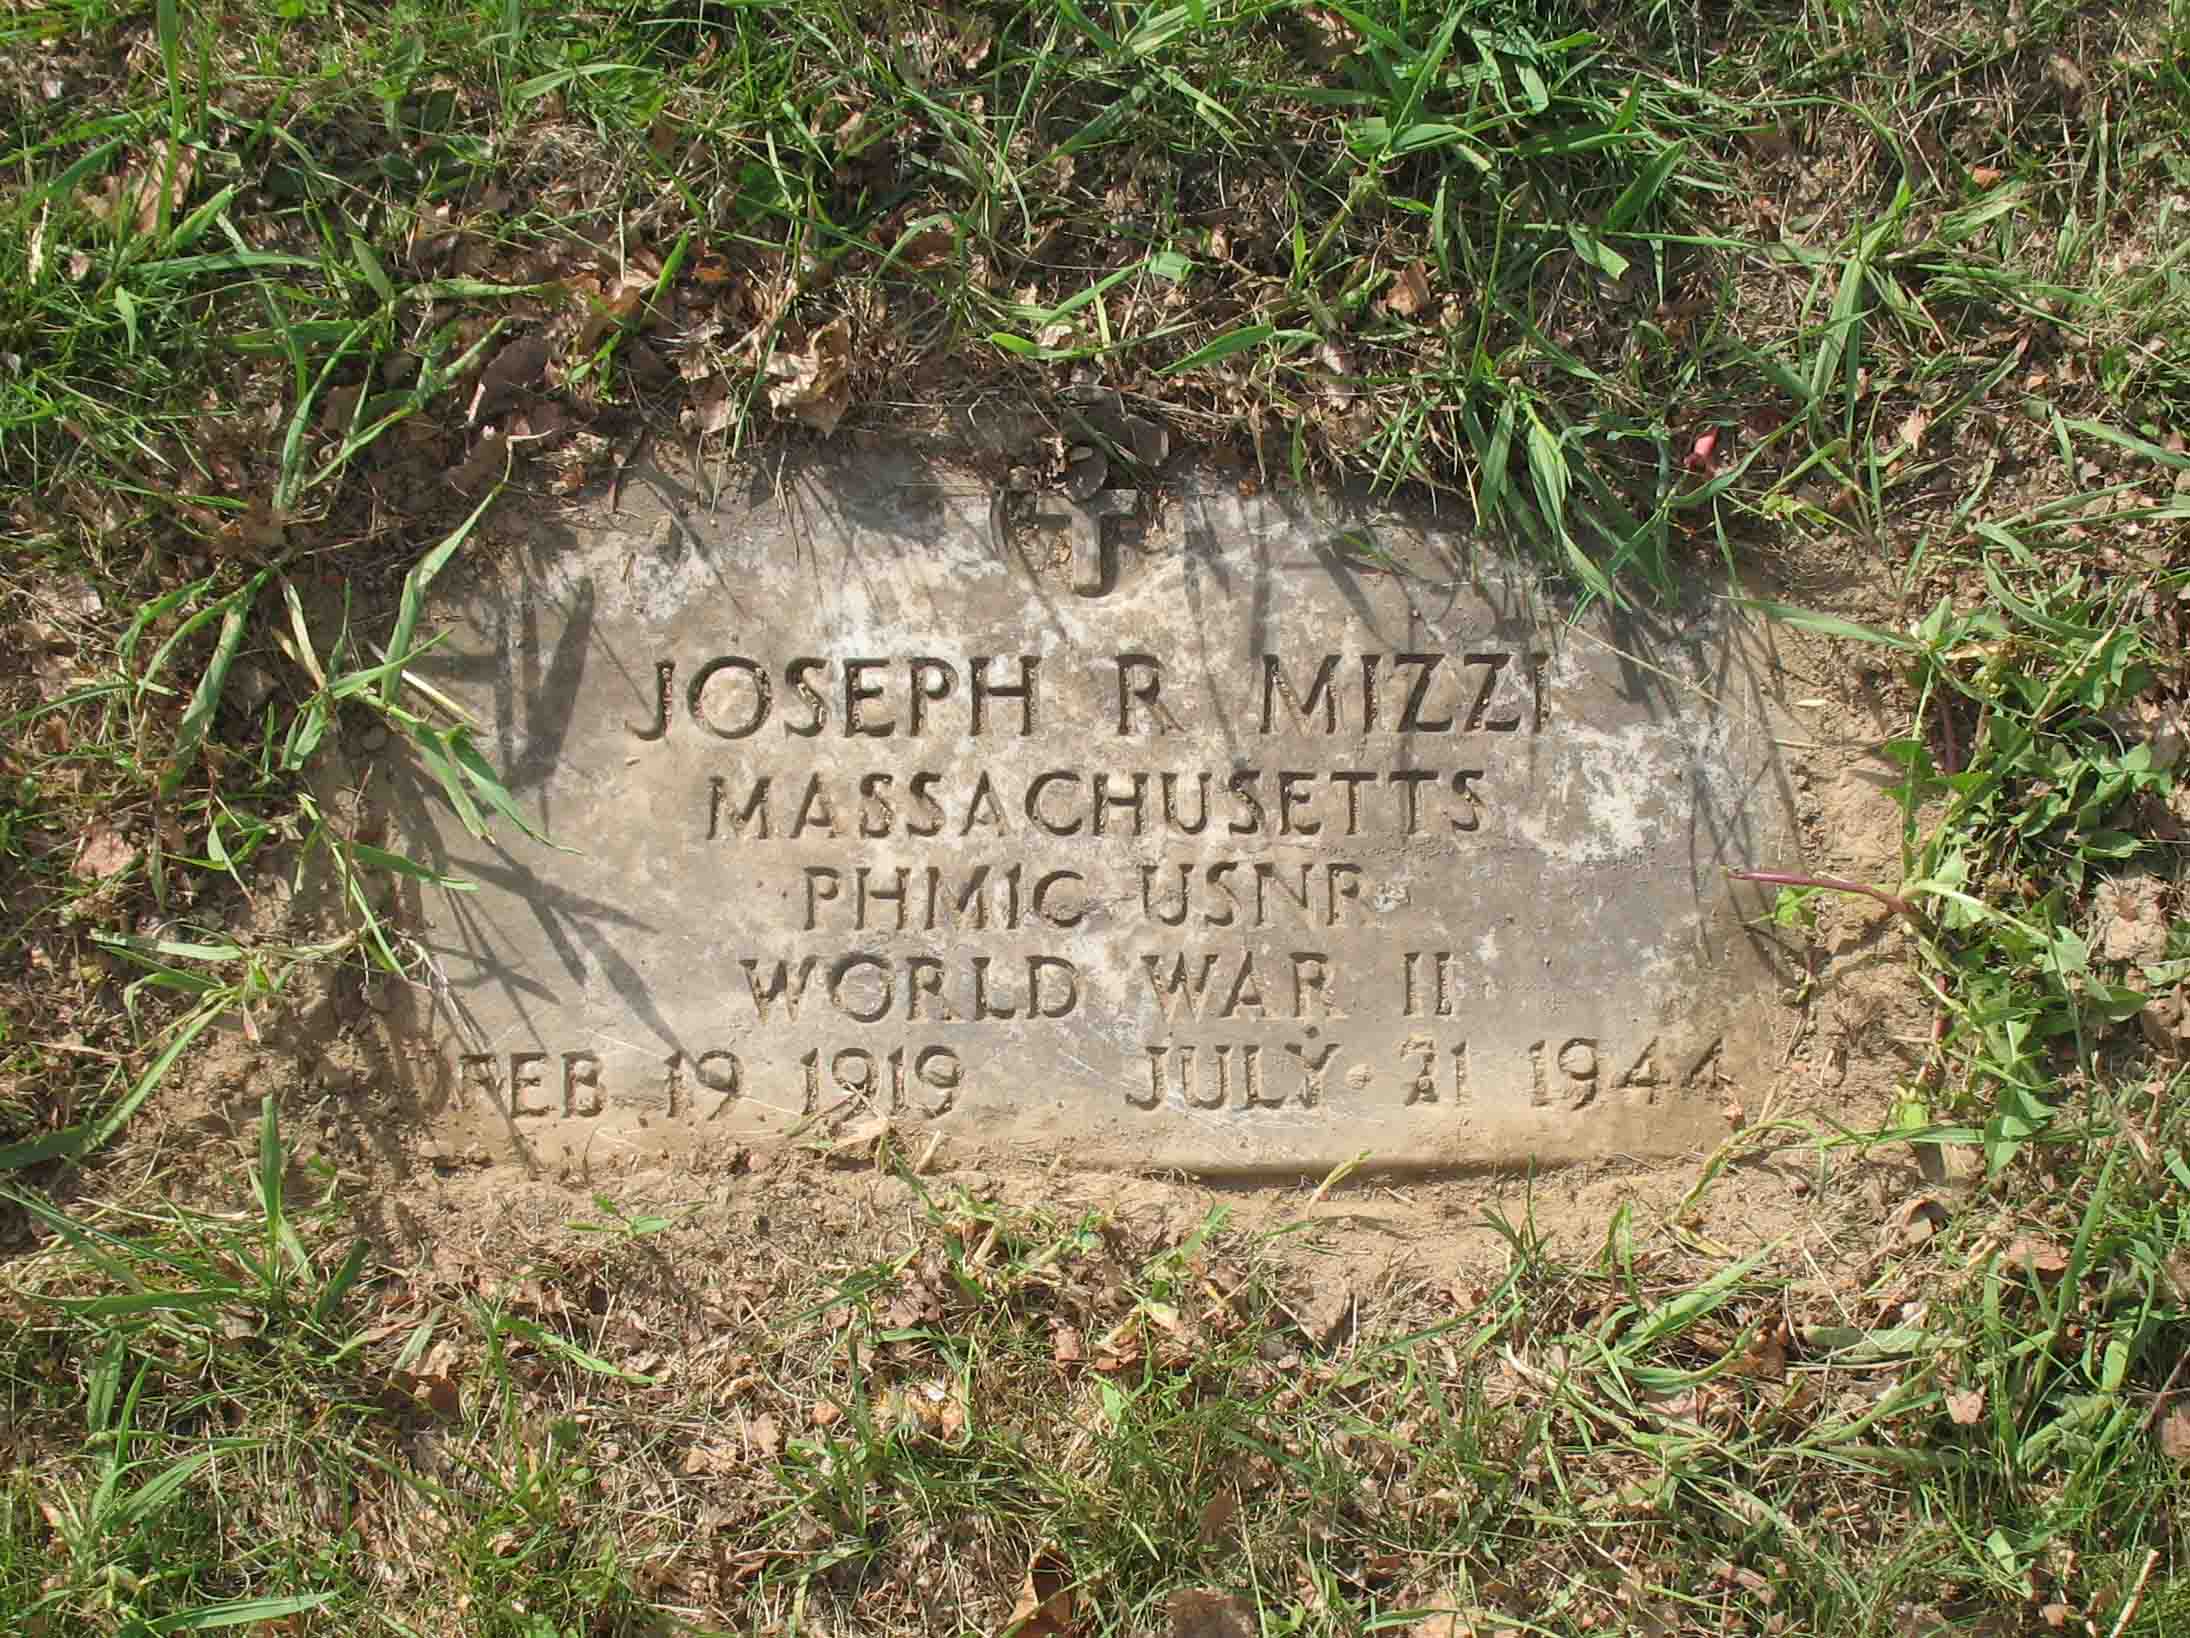 JOSEPH R MIZZI
MASSACHUSETTS
PHM1C USNR
WORLD WAR II
FEB 19 1919 JULY 21 1944